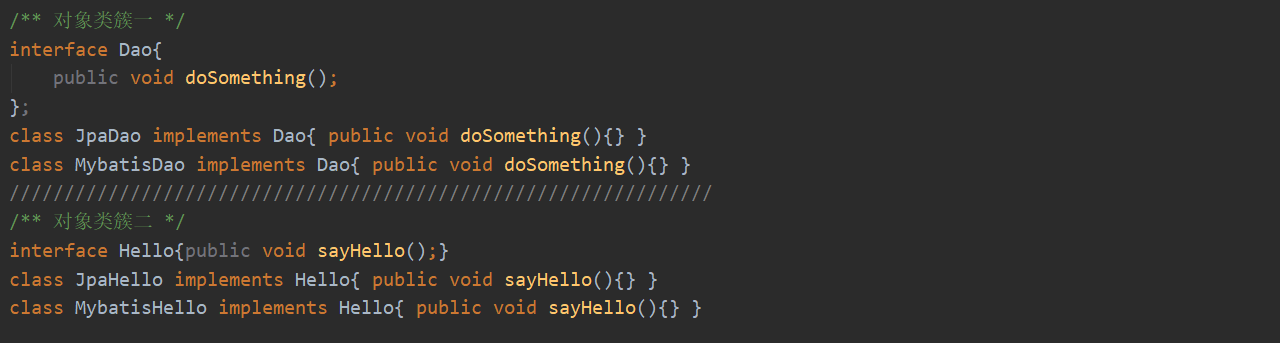 /** 对象类簇一 */
interface Dao{
    public void doSomething();
};
class JpaDao implements Dao{ public void doSomething(){} }
class MybatisDao implements Dao{ public void doSomething(){} }
////////////////////////////////////////////////////////////////
/** 对象类簇二 */
interface Hello{public void sayHello();}
class JpaHello implements Hello{ public void sayHello(){} }
class MybatisHello implements Hello{ public void sayHello(){} }